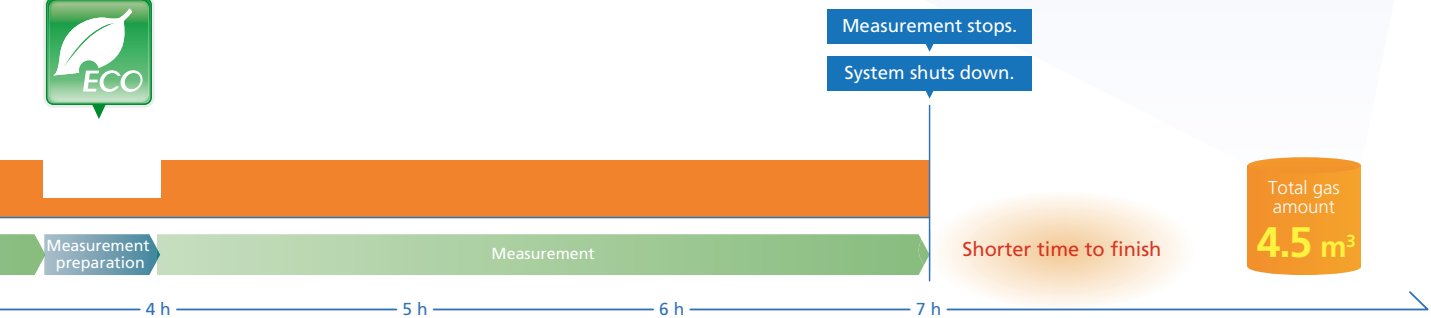 ECO
Measurement stops.
System shuts down.
Total gas
amount
4.5 m³
Measurement
preparation
Measurement
Shorter time to finish
4 h
5 h
6 h
7 h